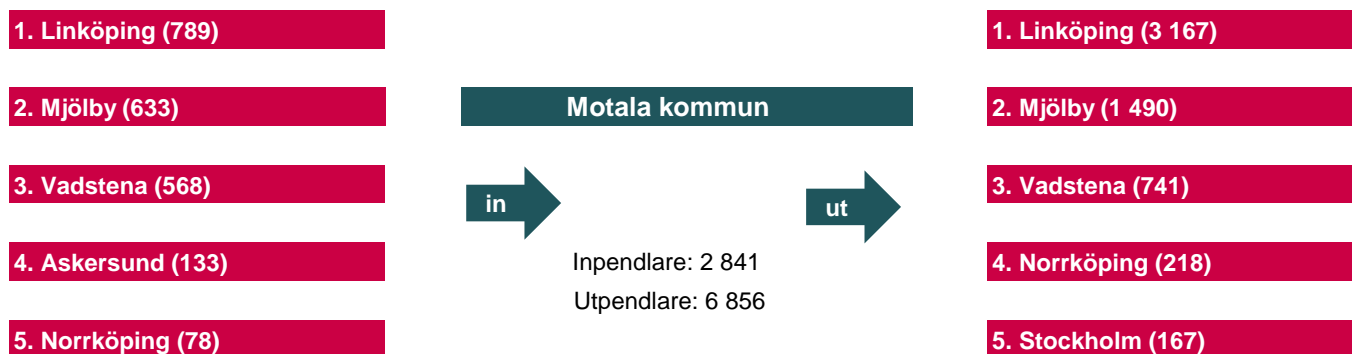 1. Linköping (789)
2. Mjölby (633)
3. Vadstena (568)
4. Askersund (133)
5. Norrköping (78)
Motala kommun
in
ut
Inpendlare: 2 841
Utpendlare: 6 856
1. Linköping (3 167)
2. Mjölby (1 490)
3. Vadstena (741)
4. Norrköping (218)
5. Stockholm (167)